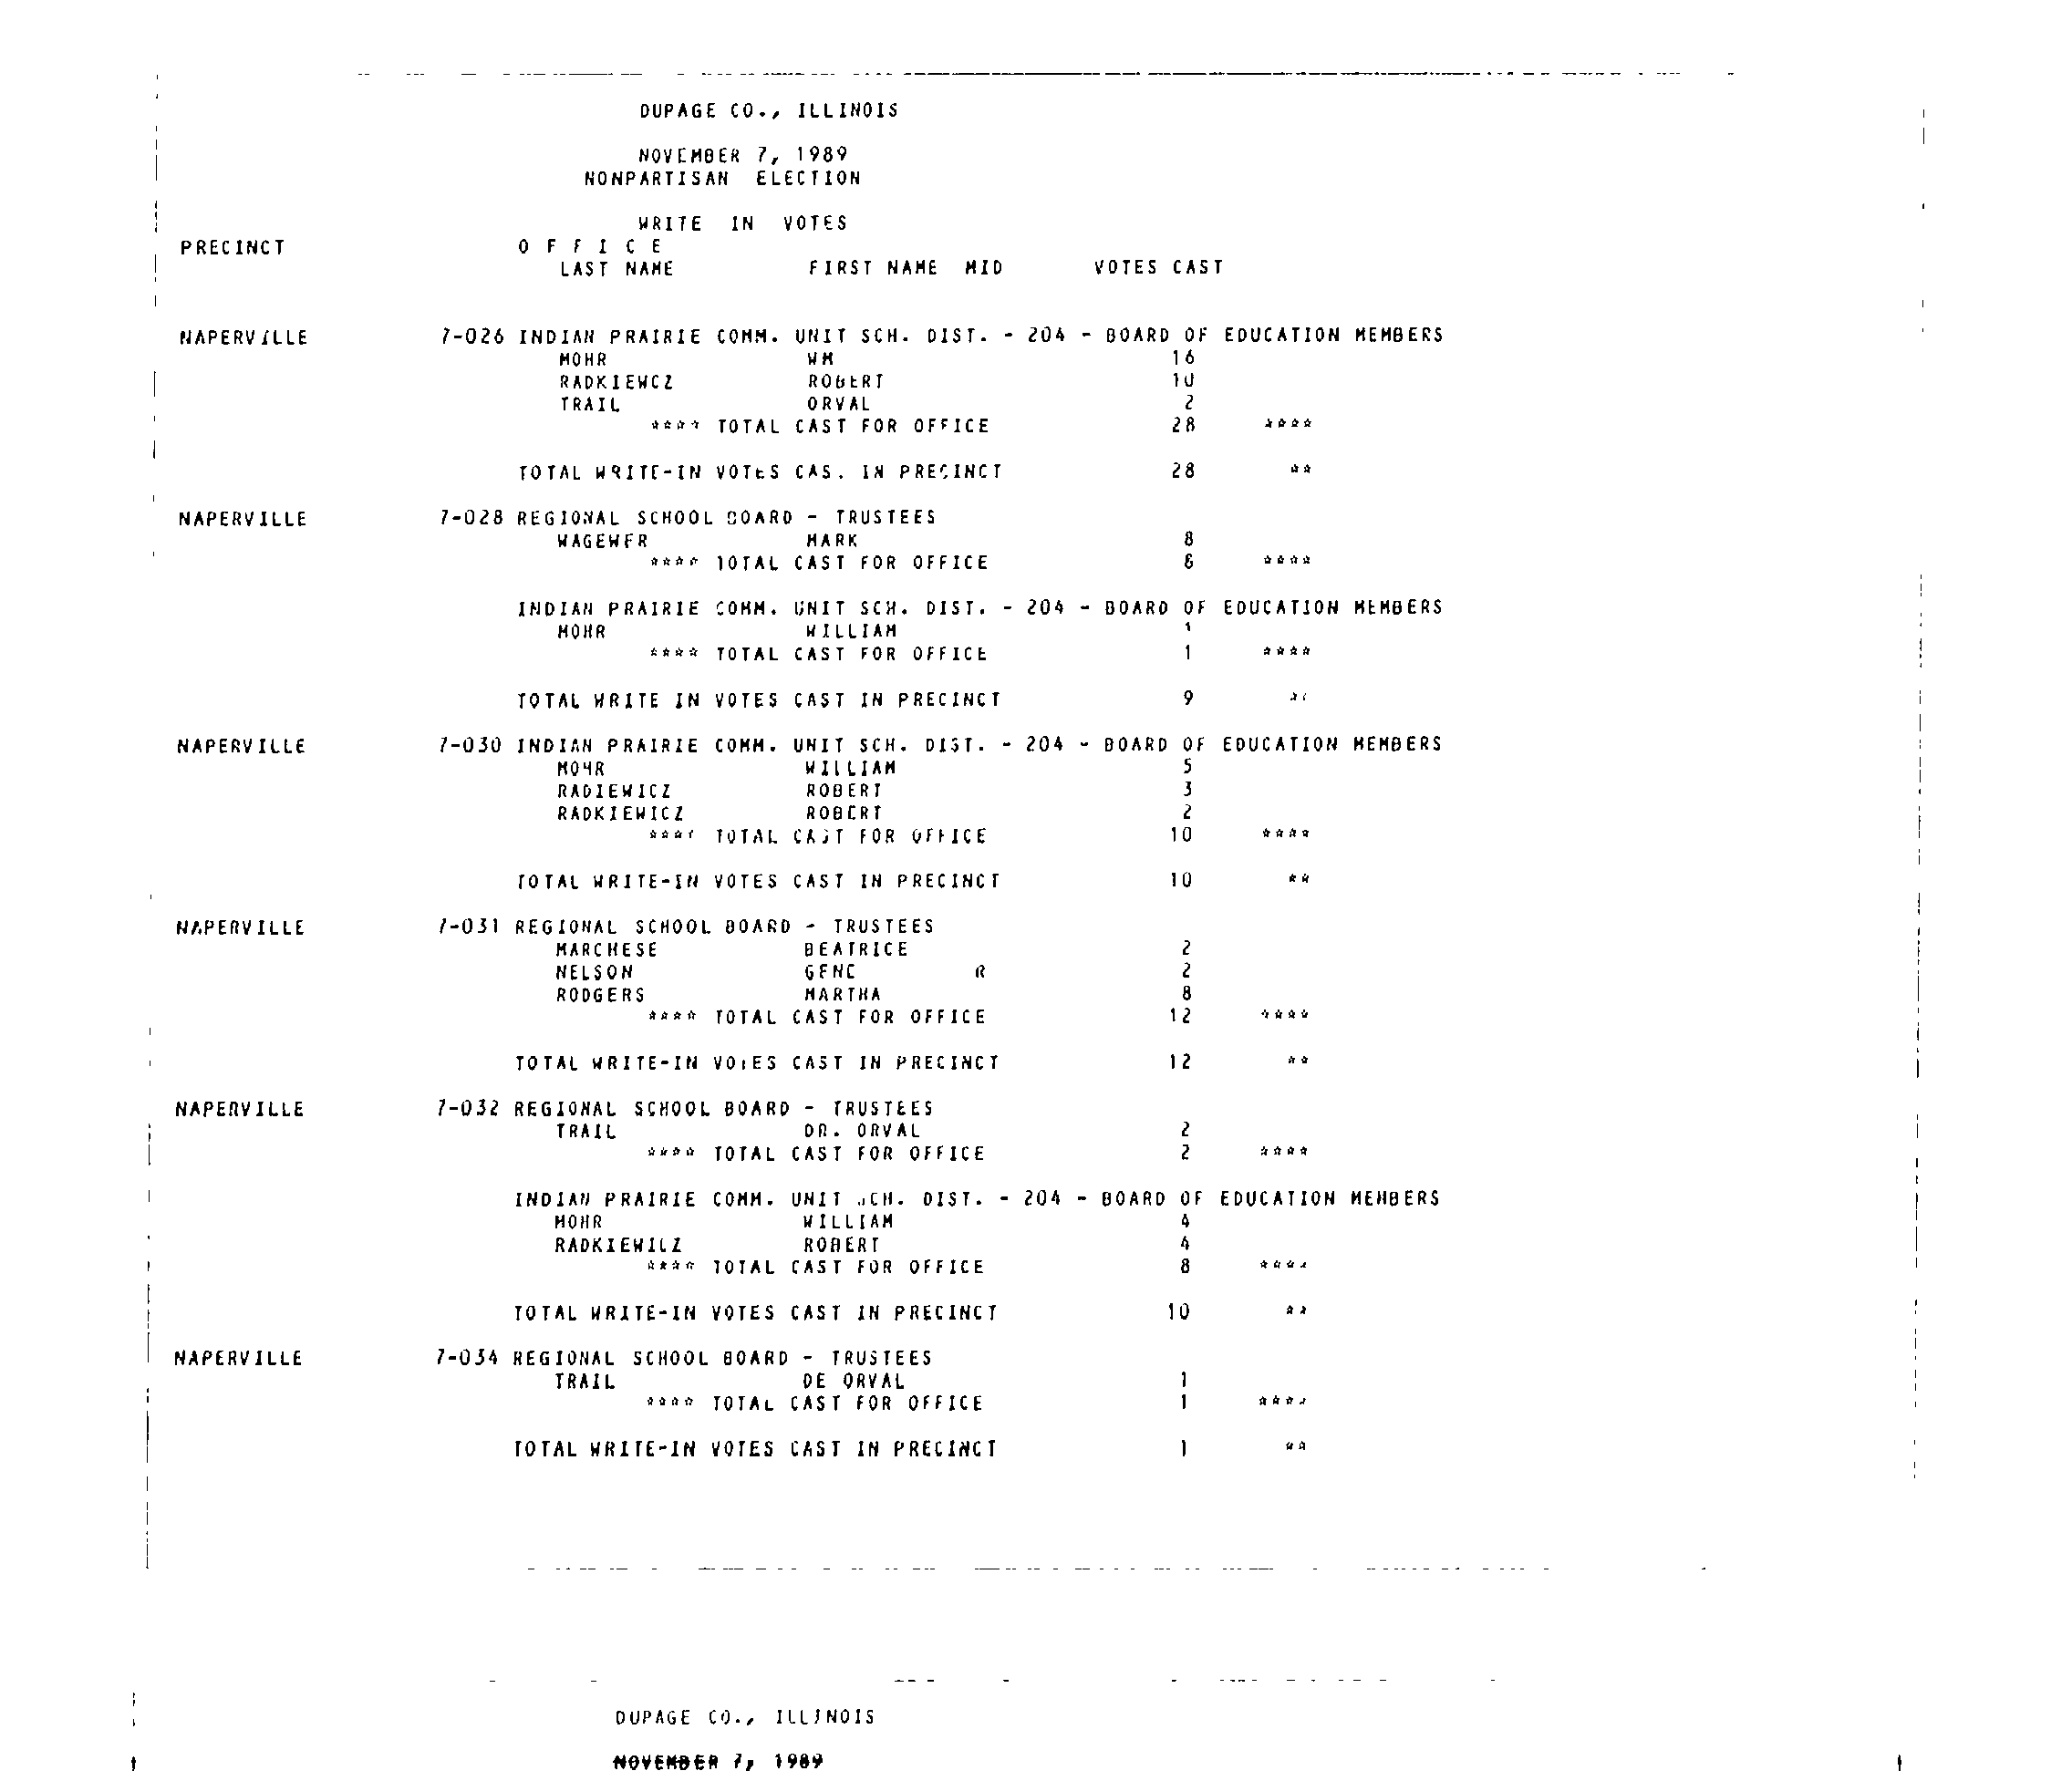 DUPAGE CO., ILLINOIS
NOVEMBER 7, 1989
NONPARTISAN ELECTION
WRITE IN VOTES
PRECINCT O F F I C E
LAST NAME FIRST NAME MID VOTES CAST
NAPERVILLE 7-026 INDIAN PRAIRIE COMM. UNIT SCH. DIST. - 204 - BOARD OF EDUCATION MEMBERS
MOHR WM 16
RADKIEWCZ ROBERT 10
TRAIL ORVAL 2
**** TOTAL CAST FOR OFFICE 28 ****
TOTAL WRITE-IN VOTES CAST IN PRECINCT 28 **
NAPERVILLE 7-028 REGIONAL SCHOOL BOARD - TRUSTEES
WAGEWER MARK 8
**** TOTAL CAST FOR OFFICE 8 ****
INDIAN PRAIRIE COMM. UNIT SCH. DIST. - 204 - BOARD OF EDUCATION MEMBERS
MOHR WILLIAM 1
**** TOTAL CAST FOR OFFICE 1 ****
TOTAL WRITE IN VOTES CAST IN PRECINCT 9 **
NAPERVILLE 7-030 INDIAN PRAIRIE COMM. UNIT SCH. DIST. - 204 - BOARD OF EDUCATION MEMBERS
MOHR WILLIAM 5
RADIEWICZ ROBERT 3
RADKIEWICZ ROBERT 2
**** TOTAL CAST FOR OFFICE 10 ****
TOTAL WRITE-IN VOTES CAST IN PRECINCT 10 **
NAPERVILLE 7-031 REGIONAL SCHOOL BOARD - TRUSTEES
MARCHESE BEATRICE 2
NELSON GENE R 2
RODGERS MARTHA 8
**** TOTAL CAST FOR OFFICE 12 ****
TOTAL WRITE-IN VOTES CAST IN PRECINCT 12 **
NAPERVILLE 7-032 REGIONAL SCHOOL BOARD - TRUSTEES
TRAIL DR. ORVAL 2
**** TOTAL CAST FOR OFFICE 2 ****
INDIAN PRAIRIE COMM. UNIT SCH. DIST. - 204 - BOARD OF EDUCATION MEMBERS
MOHR WILLIAM 4
RADKIEWICZ ROBERT 4
**** TOTAL CAST FOR OFFICE 8 ****
TOTAL WRITE-IN VOTES CAST IN PRECINCT 10 **
NAPERVILLE 7-034 REGIONAL SCHOOL BOARD - TRUSTEES
TRAIL DE ORVAL 1
**** TOTAL CAST FOR OFFICE 1 ****
TOTAL WRITE-IN VOTES CAST IN PRECINCT 1 **
DUPAGE CO., ILLINOIS
NOVEMBER 7, 1989